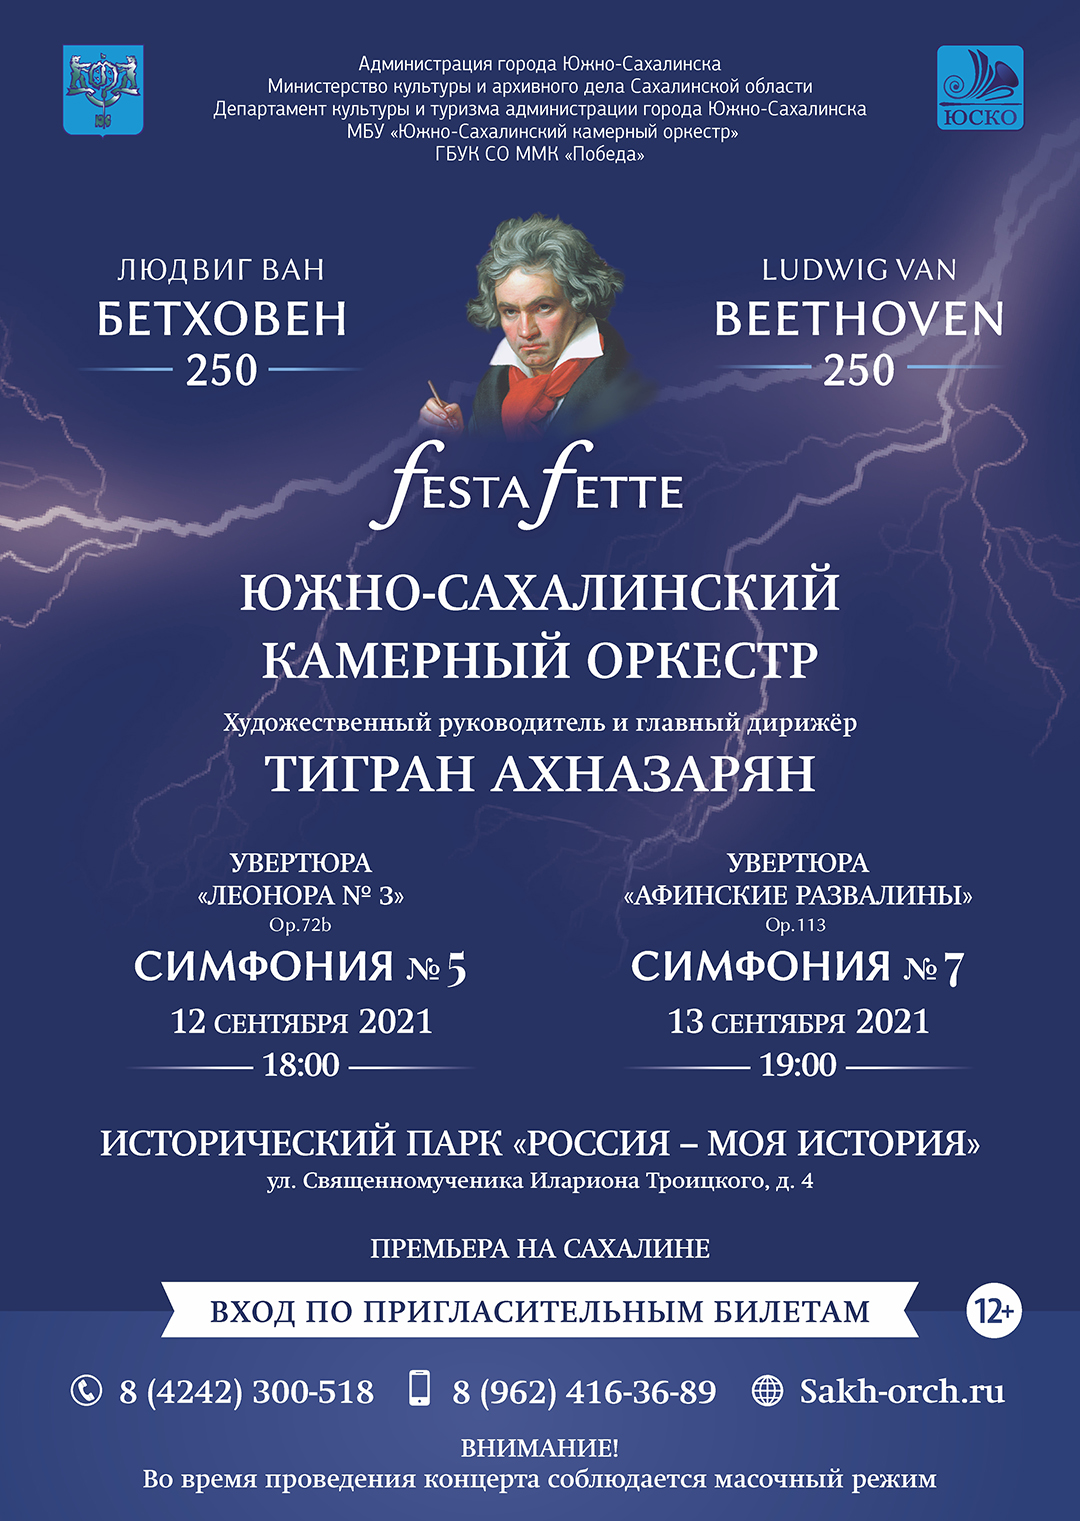 Администрация города Южно-Сахалинска
Министерство культуры и архивного дела Сахалинской области
Департамент культуры и туризма администрации города Южно-Сахалинска
МБУ «Южно-Сахалинский камерный оркестр»
ГБУК СО ММК «Победа»
ЮСКО
ЛЮДВИГ ВАН
БЕТХОВЕН
250
LUDWIG VAN
BEETHOVEN
250
fESTA fETTE
ЮЖНО-САХАЛИНСКИЙ
КАМЕРНЫЙ ОРКЕСТР
Художественный руководитель и главный дирижёр
ТИГРАН АХНАЗАРЯН
УВЕРТЮРА
«ЛЕОНОРА № 3»
Op.72b
СИМФОНИЯ № 5
12 СЕНТЯБРЯ 2021
18:00
УВЕРТЮРА
«АФИНСКИЕ РАЗВАЛИНЫ»
Op.113
СИМФОНИЯ № 7
13 СЕНТЯБРЯ 2021
19:00
ИСТОРИЧЕСКИЙ ПАРК «РОССИЯ – МОЯ ИСТОРИЯ»
ул. Священномученика Илариона Троицкого, д. 4
ПРЕМЬЕРА НА САХАЛИНЕ
ВХОД ПО ПРИГЛАСИТЕЛЬНЫМ БИЛЕТАМ
12+
8 (4242) 300-518
8 (962) 416-36-89
Sakh-orch.ru
ВНИМАНИЕ!
Во время проведения концерта соблюдается масочный режим